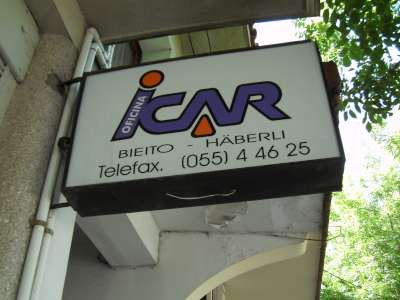 OFICINA
iCAR
BIEITO - HÄBERLI
Telefax. (055) 4 46 25